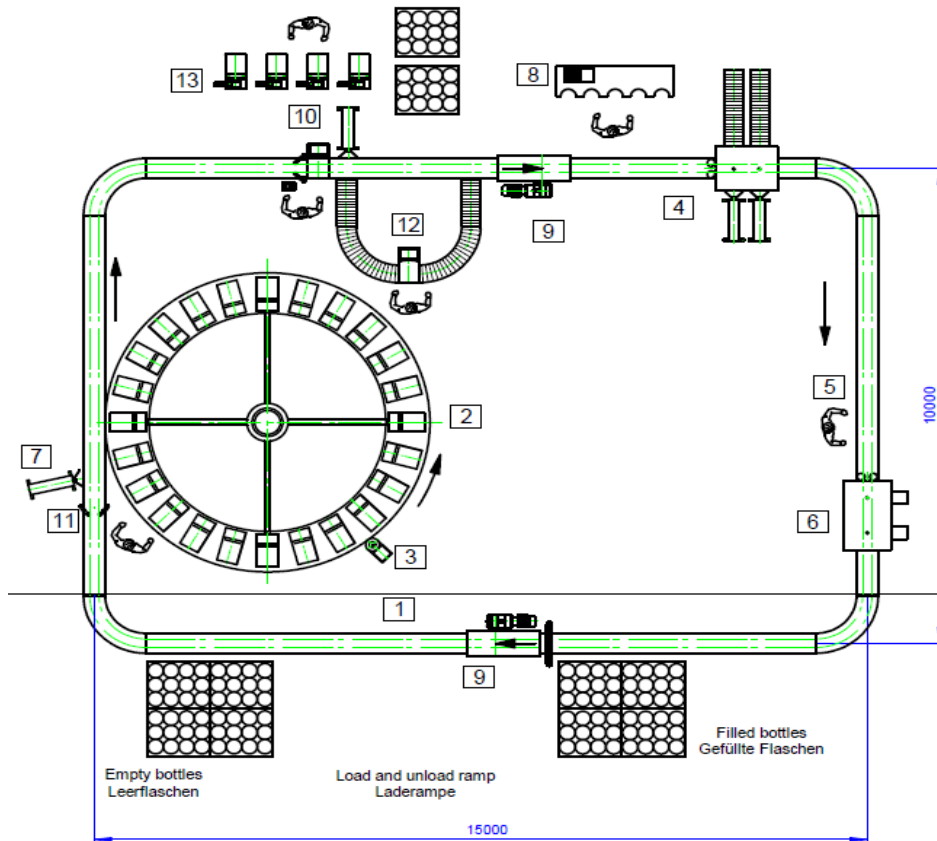 13
10
8
12
9
4
5
2
7
11
3
6
1
9
10000
Empty bottles
Leerflaschen
Load and unload ramp
Laderampe
Filled bottles
Gefüllte Flaschen
15000